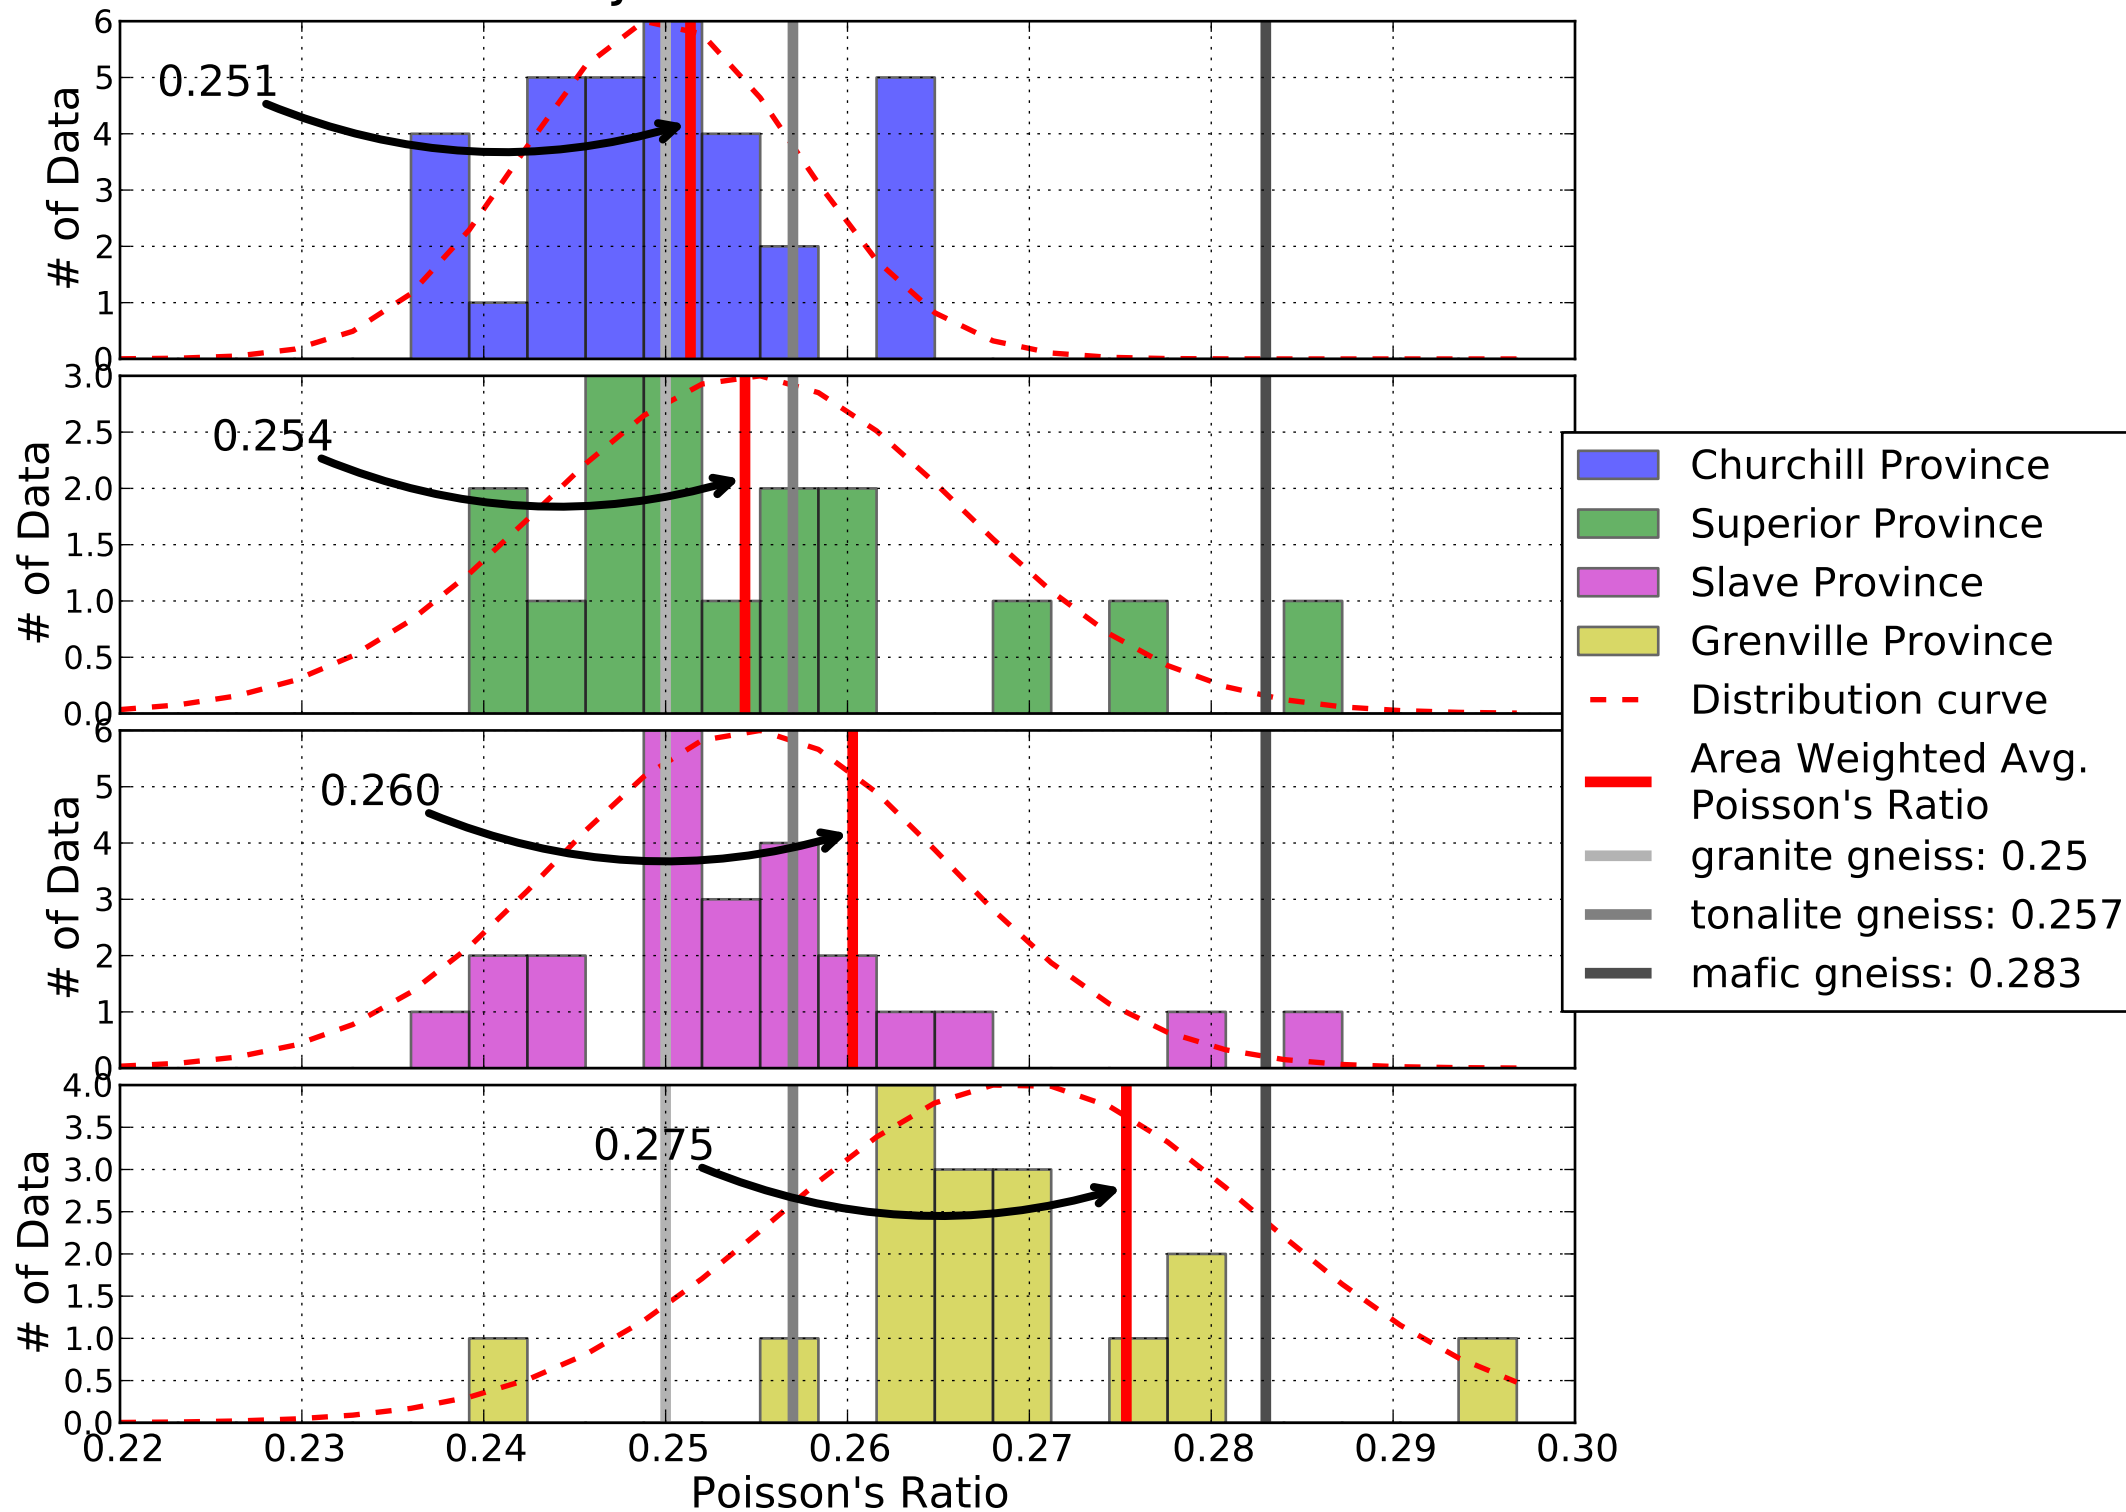 6
5
4
3
2
1
0
# of Data
0.251
3.0
2.5
2.0
1.5
1.0
0.5
0.0
# of Data
0.254
6
5
4
3
2
1
0
# of Data
0.260
4.0
3.5
3.0
2.5
2.0
1.5
1.0
0.5
0.0
# of Data
0.275
0.22 0.23 0.24 0.25 0.26 0.27 0.28 0.29 0.30
Poisson's Ratio
Churchill Province
Superior Province
Slave Province
Grenville Province
Distribution curve
Area Weighted Avg.
Poisson's Ratio
granite gneiss: 0.25
tonalite gneiss: 0.257
mafic gneiss: 0.283